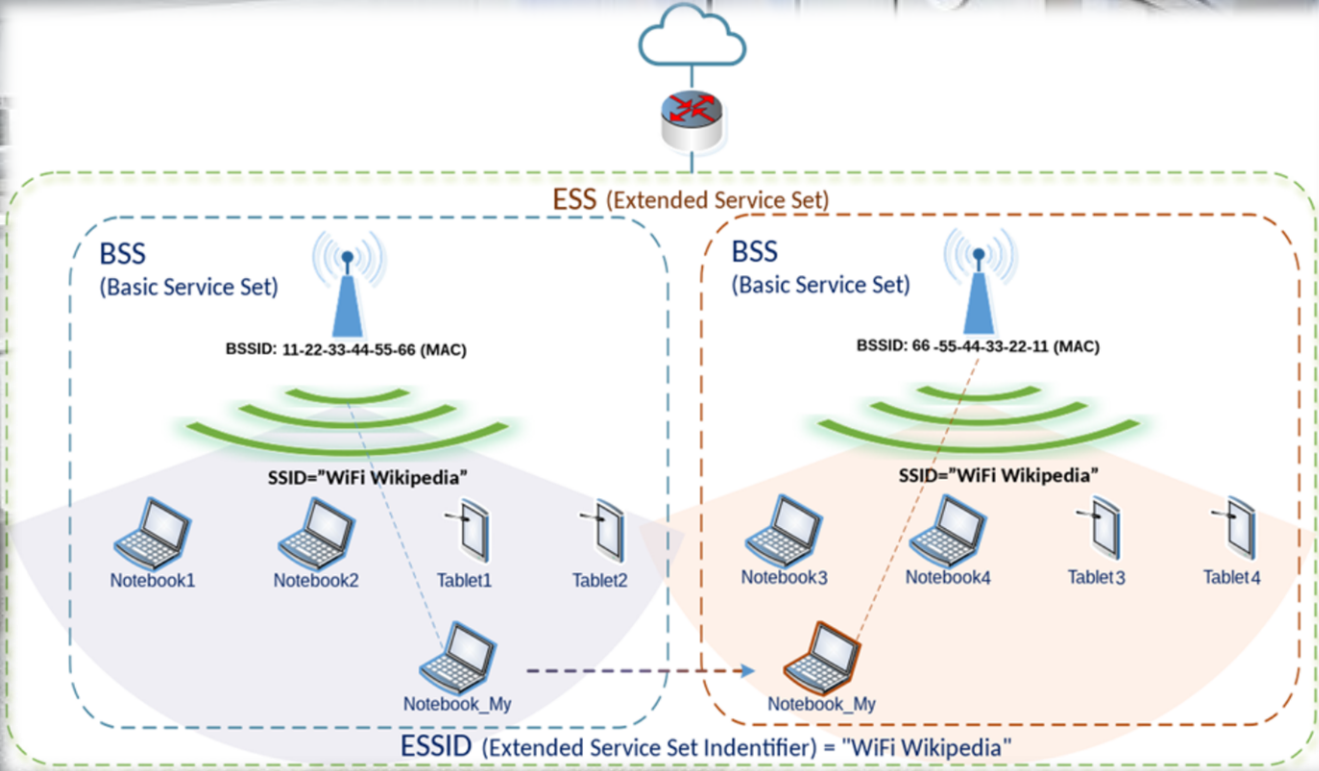 ESS (Extended Service Set)
BSS
(Basic Service Set)
BSSID: 11-22-33-44-55-66 (MAC)
SSID="WiFi Wikipedia"
Notebook1
Notebook2
Tablet1
Tablet2
Notebook_My
BSS
(Basic Service Set)
BSSID: 66 -55-44-33-22-11 (MAC)
SSID="WiFi Wikipedia"
Notebook3
Notebook4
Tablet3
Tablet4
Notebook_My
ESSID (Extended Service Set Indentifier) = "WiFi Wikipedia"